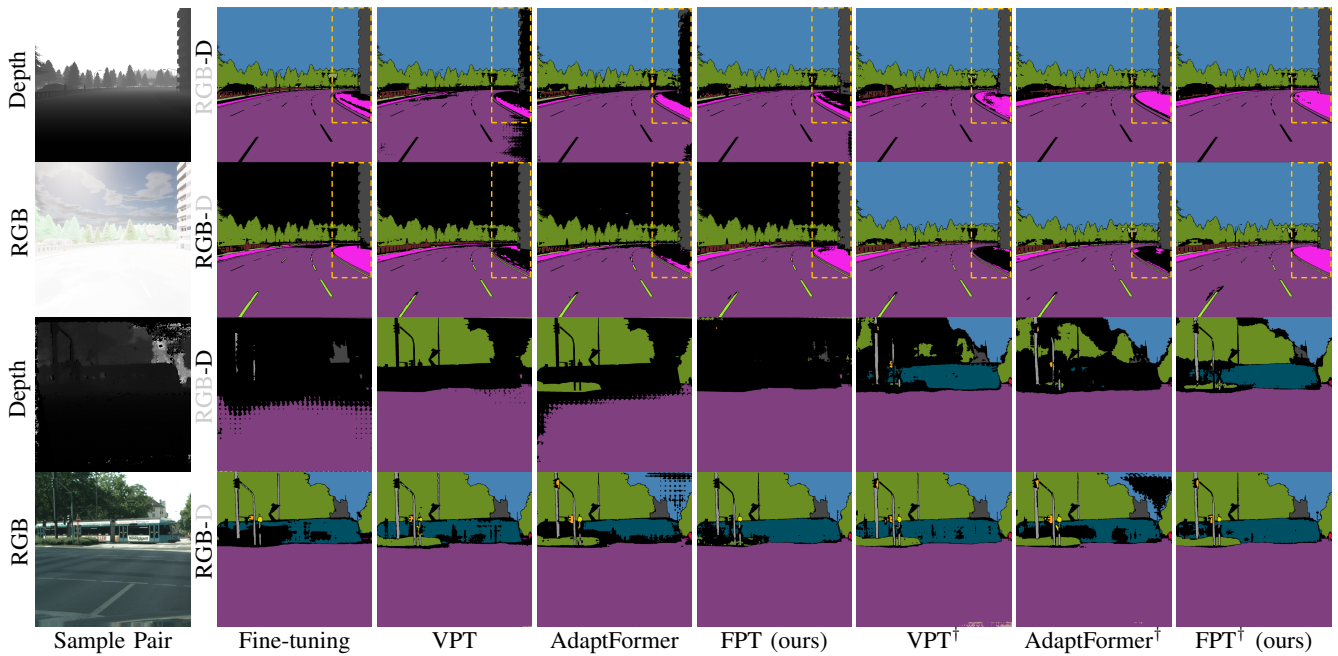 Depth
RGB-D
RGB
RGB-D
Depth
RGB-D
RGB
RGB-D
Sample Pair Fine-tuning VPT AdaptFormer FPT (ours) VPT† AdaptFormer† FPT† (ours)